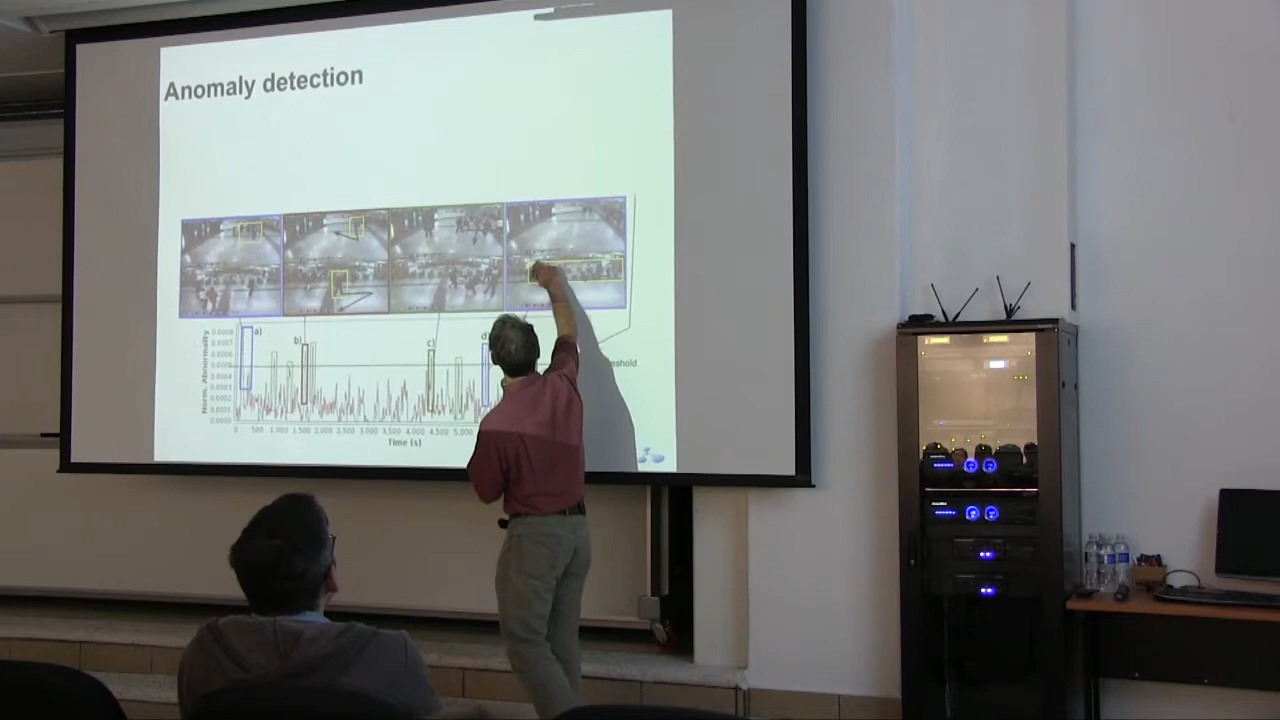 Anomaly detection
Norm. Abnormality
0.0008
0.0007
0.0006
0.0005
0.0004
0.0003
0.0002
0.0001
0.0000
a)
b)
c)
d)
eshold
0 500 1,000 1,500 2,000 2,500 3,000 3,500 4,000 4,500 5,000
Time (s)